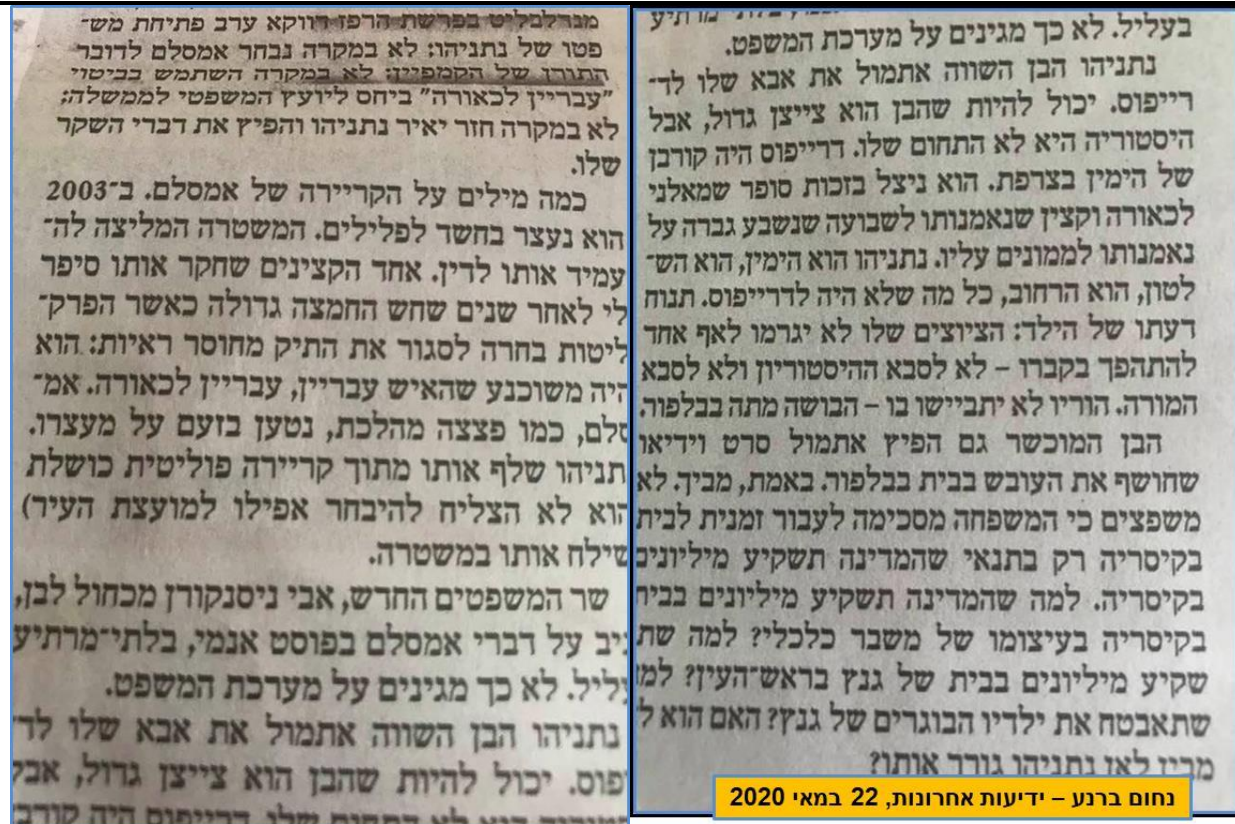 מנדלבליט בפרשת הרפז דווקא ערב פתיחת מש־
פטו של נתניהו; לא במקרה נבחר אמסלם לדובר
התורן של הקמפיין; לא במקרה השתמש בביטוי
"עבריין לכאורה" ביחס ליועץ המשפטי לממשלה;
לא במקרה חזר יאיר נתניהו והפיץ את דברי השקר
שלו.
כמה מילים על הקריירה של אמסלם. ב־2003
הוא נעצר בחשד לפלילים. המשטרה המליצה לה־
עמיד אותו לדין. אחד הקצינים שחקר אותו סיפר
לי לאחר שנים שחש החמצה גדולה כאשר הפרק־
ליטות בחרה לסגור את התיק מחוסר ראיות: הוא
היה משוכנע שהאיש עבריין, עבריין לכאורה. אמ־
סלם, כמו פצצה מהלכת, נטען בזעם על מעצרו.
נתניהו שלף אותו מתוך קריירה פוליטית כושלת
הוא לא הצליח להיבחר אפילו למועצת העיר)
שילח אותו במשטרה.
שר המשפטים החדש, אבי ניסנקורן מכחול לבן,
גיב על דברי אמסלם בפוסט אנמי, בלתי־מרתיע
עליל. לא כך מגינים על מערכת המשפט.
נתניהו הבן השווה אתמול את אבא שלו לד־
פוס. יכול להיות שהבן הוא צייצן גדול, אבל
היא לא התחום שלו. דרייפוס היה קורבן
מרתיע
בעליל. לא כך מגינים על מערכת המשפט.
נתניהו הבן השווה אתמול את אבא שלו לד־
רייפוס. יכול להיות שהבן הוא צייצן גדול, אבל
היסטוריה היא לא התחום שלו. דרייפוס היה קורבן
של הימין בצרפת. הוא ניצל בזכות סופר שמאלני
לכאורה וקצין שנאמנותו לשבועה שנשבע גברה על
נאמנותו לממונים עליו. נתניהו הוא הימין, הוא הש־
לטון, הוא הרחוב, כל מה שלא היה לדרייפוס. תנוח
דעתו של הילד: הציוצים שלו לא יגרמו לאף אחד
להתהפך בקברו – לא לסבא ההיסטוריון ולא לסבא
המורה. הוריו לא יתביישו בו – הבושה מתה בבלפור.
הבן המוכשר גם הפיץ אתמול סרט וידיאו
שחושף את העובש בבית בבלפור. באמת, מביך. לא
משפצים כי המשפחה מסכימה לעבור זמנית לבית
בקיסריה רק בתנאי שהמדינה תשקיע מיליונים
בקיסריה. למה שהמדינה תשקיע מיליונים בבית
בקיסריה בעיצומו של משבר כלכלי? למה שת
שקיע מיליונים בבית של גנץ בראש־העין? למ
שתאבטח את ילדיו הבוגרים של גנץ? האם הוא ל
מבין לאן נתניהו גורר אותו?
נחום ברנע – ידיעות אחרונות, 22 במאי 2020